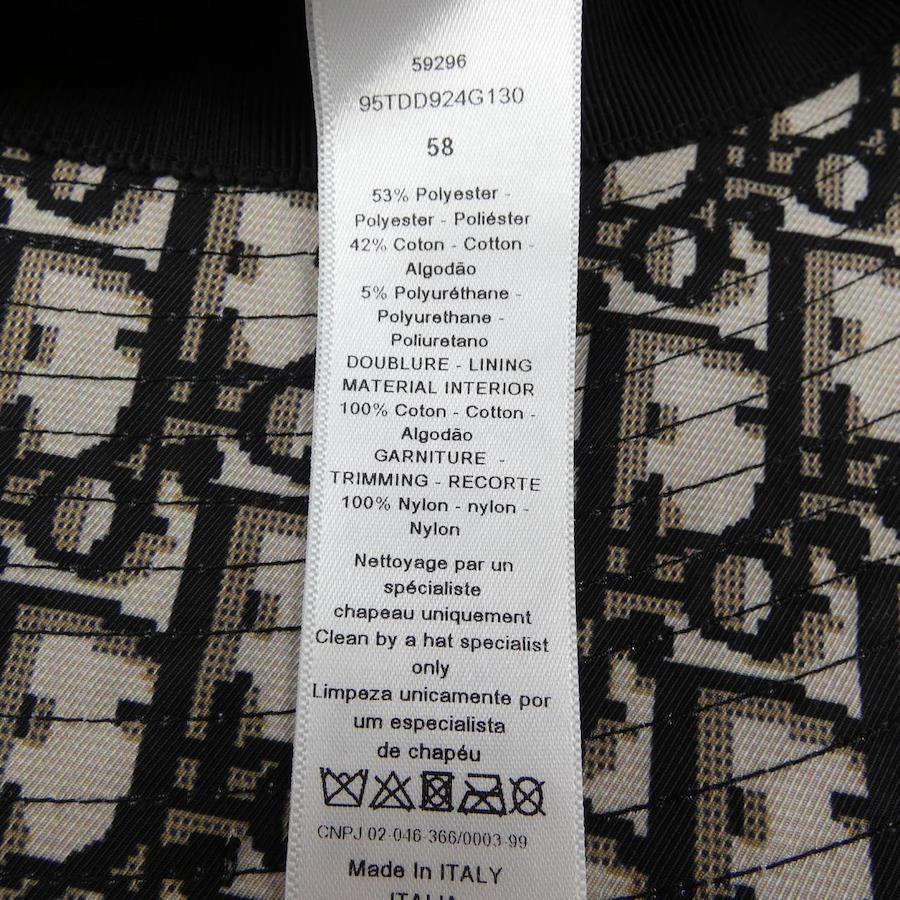 59296
95TDD924G130
58
53% Polyester -
Polyester - Poliéster
42% Coton - Cotton -
Algodão
5% Polyuréthane -
Polyurethane -
Poliuretano
DOUBLURE - LINING
MATERIAL INTERIOR
100% Coton - Cotton -
Algodão
GARNITURE -
TRIMMING - RECORTE
100% Nylon - nylon -
Nylon
Nettoyage par un
spécialiste
chapeau uniquement
Clean by a hat specialist
only
Limpeza unicamente por
um especialista
de chapéu
CNPJ 02-046-366/0003-99
Made In ITALY
ITALIA